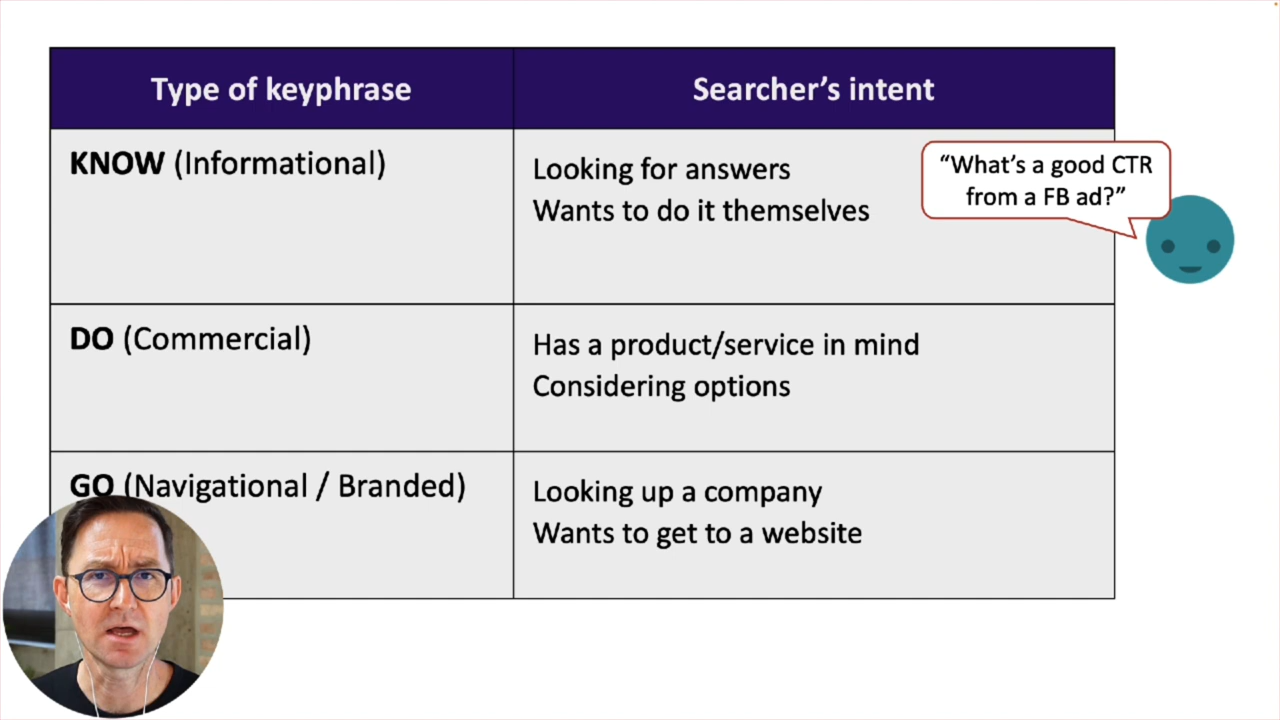 Type of keyphrase
Searcher’s intent
KNOW (Informational)
Looking for answers
Wants to do it themselves
“What’s a good CTR
from a FB ad?”
DO (Commercial)
Has a product/service in mind
Considering options
GO (Navigational / Branded)
Looking up a company
Wants to get to a website